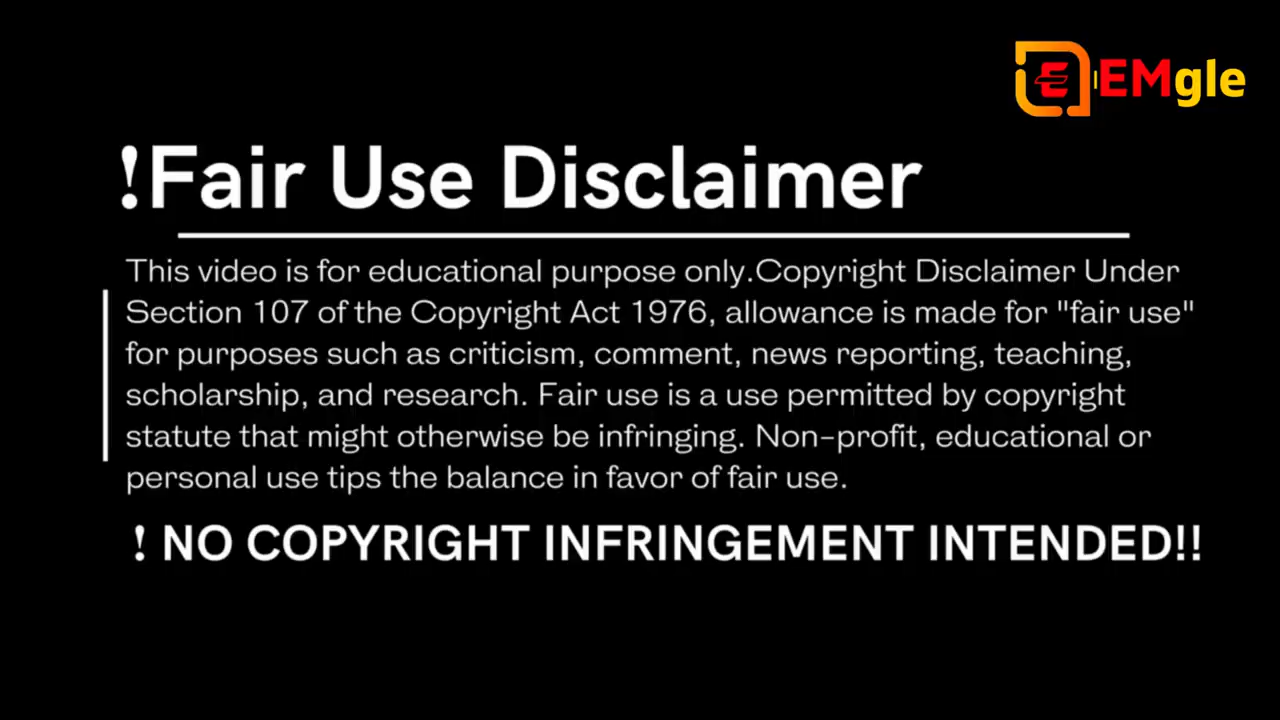 EMgle
!Fair Use Disclaimer
This video is for educational purpose only.Copyright Disclaimer Under
Section 107 of the Copyright Act 1976, allowance is made for "fair use"
for purposes such as criticism, comment, news reporting, teaching,
scholarship, and research. Fair use is a use permitted by copyright
statute that might otherwise be infringing. Non-profit, educational or
personal use tips the balance in favor of fair use.
! NO COPYRIGHT INFRINGEMENT INTENDED!!